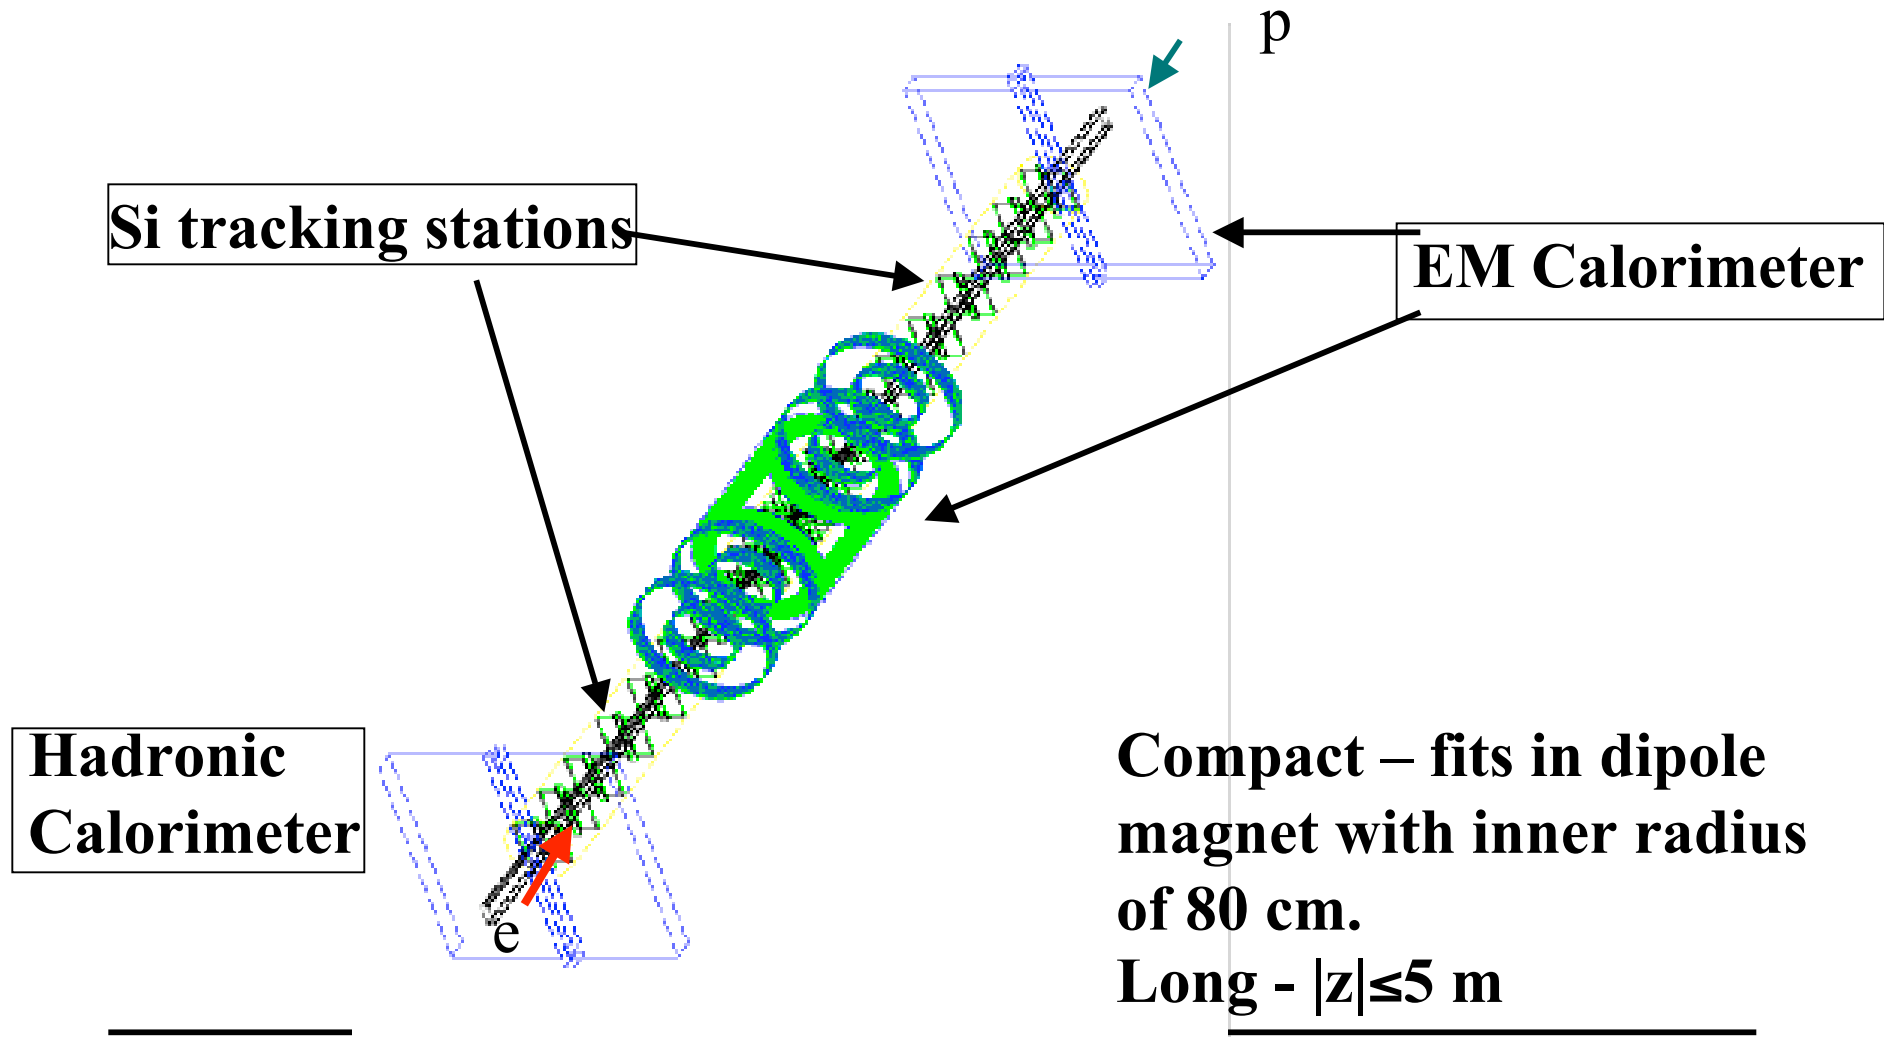 p
Si tracking stations
EM Calorimeter
Hadronic
Calorimeter
e
Compact – fits in dipole
magnet with inner radius
of 80 cm.
Long - |z|≤5 m